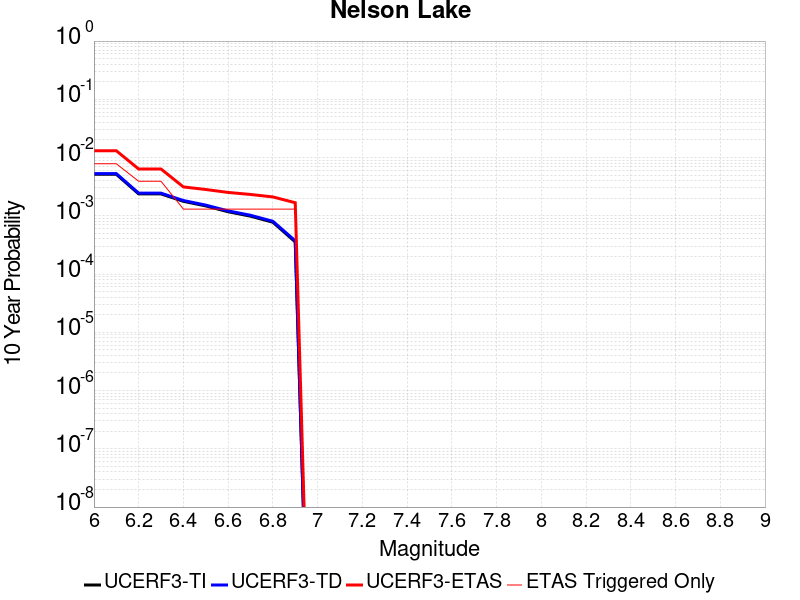 Nelson Lake
10^0
10^-1
10^-2
10^-3
10^-4
10^-5
10^-6
10^-7
10^-8
10 Year Probability
6 6.2 6.4 6.6 6.8 7 7.2 7.4 7.6 7.8 8 8.2 8.4 8.6 8.8 9
Magnitude
UCERF3-TI UCERF3-TD UCERF3-ETAS ETAS Triggered Only